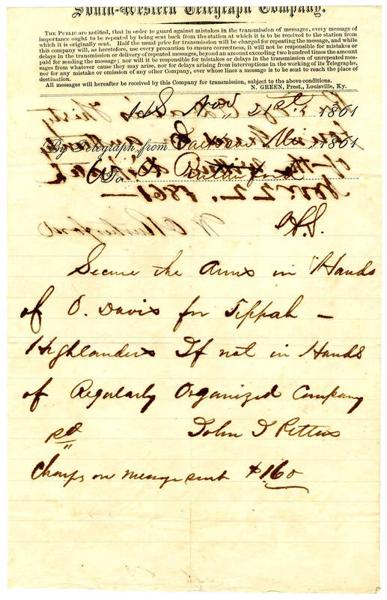 South-Western Telegraph Company.
THE PUBLIC are notified, that in order to guard against mistakes in the transmission of messages, every message of
importance ought to be repeated by being sent back from the station at which it is to be received to the station from
which it is originally sent. Half the usual price for transmission will be charged for repeating the message, and while
this company will, as heretofore, use every precaution to ensure correctness, it will not be responsible for mistakes or
delays in the transmission or delivery of repeated messages, beyond an amount exceeding two hundred times the amount
paid for sending the message; nor will it be responsible for mistakes or delays in the transmission of unrepeated mes-
sages from whatever cause they may arise, nor for delays arising from interruptions in the working of its Telegraphs,
nor for any mistake or omission of any other Company, over whose lines a message is to be sent to reach the place of
destination.
All messages hereafter received by this Company for transmission, subject to the above conditions.
N. GREEN, Prest., Louisville, Ky.
21st 1861
By Telegraph from Jackson Miss 1861
To
Secure the Arms in Hands
of O. Davis for Tippah -
Highlanders If not in Hands
of Regularly Organized Company
pd John J Pettus
Charge on message sent $1 60